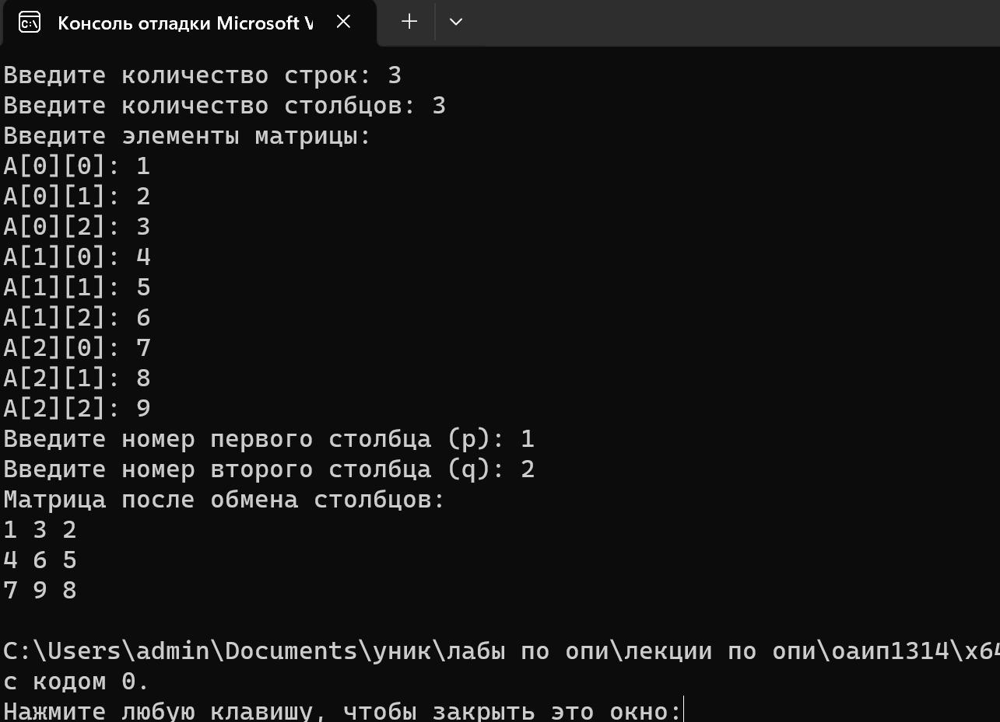 Консоль отладки Microsoft V
Введите количество строк: 3
Введите количество столбцов: 3
Введите элементы матрицы:
A[0][0]: 1
A[0][1]: 2
A[0][2]: 3
A[1][0]: 4
A[1][1]: 5
A[1][2]: 6
A[2][0]: 7
A[2][1]: 8
A[2][2]: 9
Введите номер первого столбца (p): 1
Введите номер второго столбца (q): 2
Матрица после обмена столбцов:
1 3 2
4 6 5
7 9 8
C:\Users\admin\Documents\уник\лабы по опи\лекции по опи\оаип1314\x64
с кодом 0.
Нажмите любую клавишу, чтобы закрыть это окно: